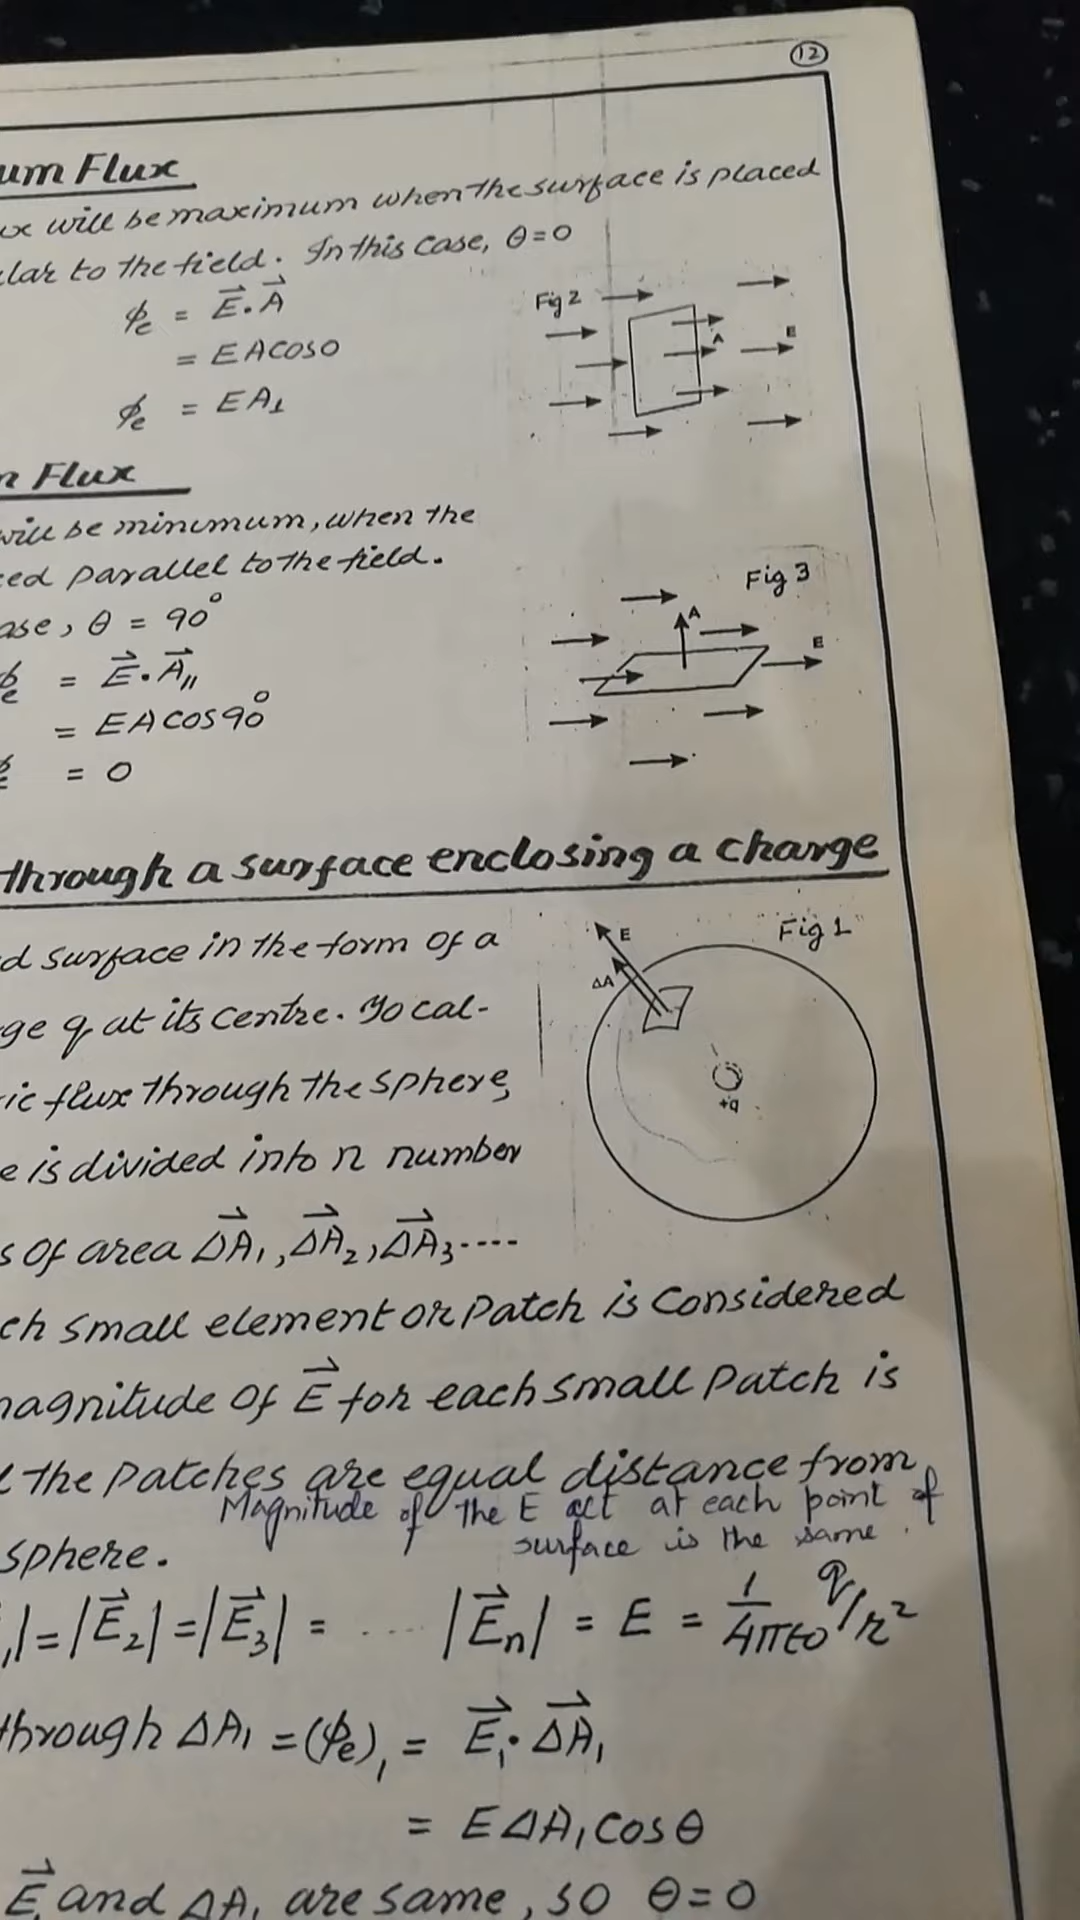 12
um Flux
ux will be maximum when the surface is placed
lar to the field. In this case, θ=0
ϕe = E⃗.A⃗
= EAcos0
ϕe = EA⊥
Fig 2
A
E
n Flux
will be minimum, when the
ced parallel to the field.
ase, θ = 90°
ϕe = E⃗.A⃗||
= EAcos90°
= 0
Fig 3
A
E
through a surface enclosing a charge
d surface in the form of a
ge q at its centre. To cal-
ic flux through the sphere,
e is divided into n number
s of area ΔA⃗1, ΔA⃗2, ΔA⃗3----
Fig 1
E
ΔA
+q
ch small element or patch is considered
magnitude of E⃗ for each small patch is
l the patches are equal distance from
Magnitude of the E act at each point of
surface is the same.
sphere.
1| = |E⃗2| = |E⃗3| = ..... |E⃗n| = E = 1/4πϵ0 q/r²
through ΔA1 = (ϕe)1 = E⃗1.ΔA⃗1
= EΔA1cosθ
E⃗1 and ΔA1 are same, so θ=0